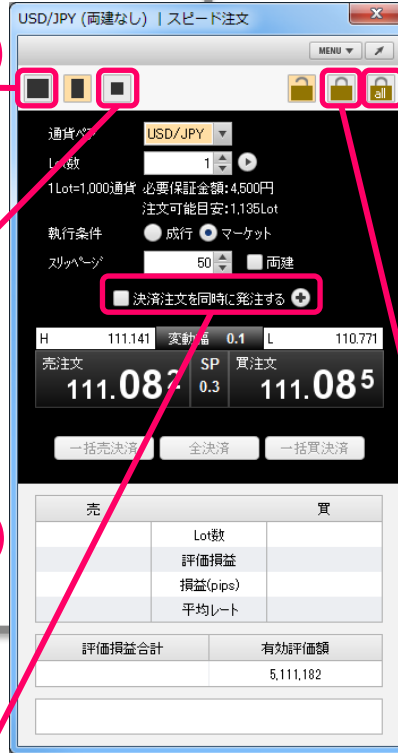 USD/JPY (両建なし) | スピード注文
MENU ▼
all
通貨ペア USD/JPY ▼
Lot数 1
1Lot=1,000通貨 必要保証金額:4,500円
注文可能目安:1,135Lot
執行条件 成行 マーケット
スリッページ 50 両建
決済注文を同時に発注する
H 111.141 変動幅 0.1 L 110.771
売注文 SP 買注文
111.082 0.3 111.085
一括売決済 全決済 一括買決済
売 買
Lot数
評価損益
損益(pips)
平均レート
評価損益合計 有効評価額
5,111,182